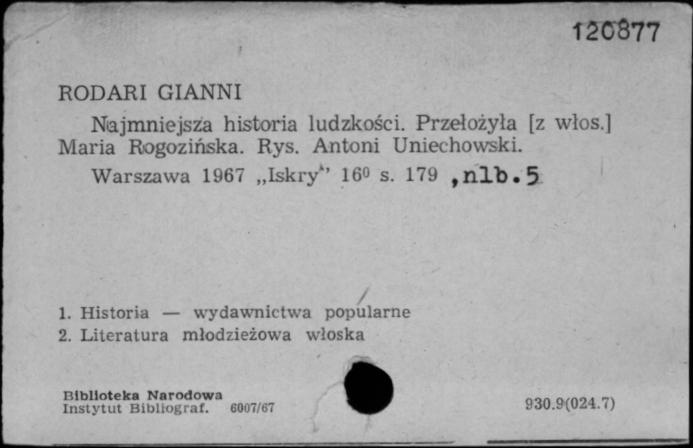 120877
RODARI GIANNI
Najmniejsza historia ludzkości. Przełożyła [z włos.]
Maria Rogozińska. Rys. Antoni Uniechowski.
Warszawa 1967 „Iskry” 16⁰ s. 179 ,nlb.5
1. Historia — wydawnictwa popularne
2. Literatura młodzieżowa włoska
Biblioteka Narodowa
Instytut Bibliograf. 6007/67
930.9(024.7)